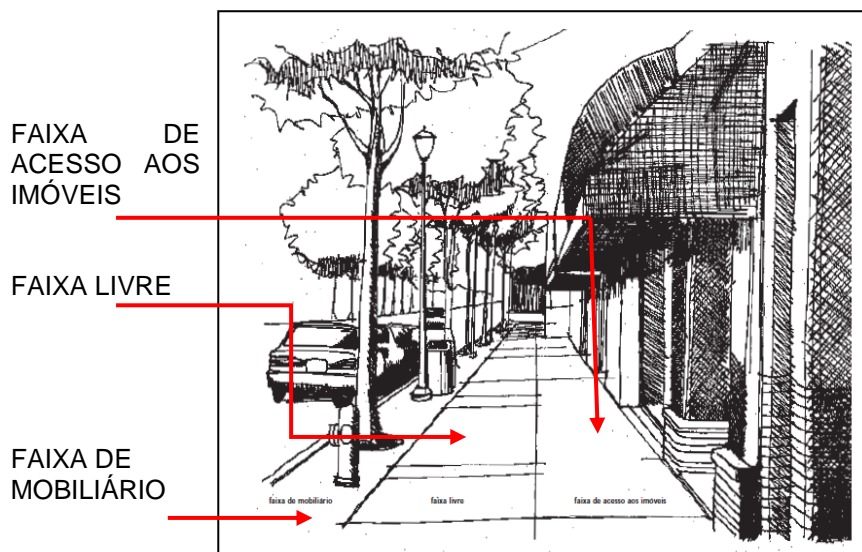 FAIXA DE
ACESSO AOS
IMÓVEIS
FAIXA LIVRE
FAIXA DE
MOBILIÁRIO
faixa de mobiliário
faixa livre
faixa de acesso aos imóveis